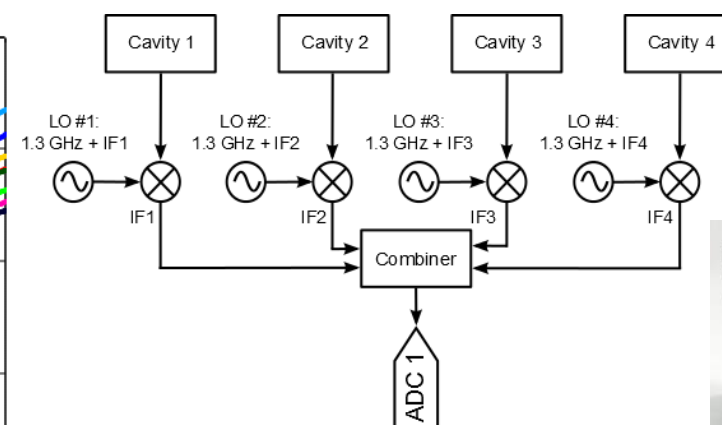 Cavity 1
Cavity 2
Cavity 3
Cavity 4
LO #1:
1.3 GHz + IF1
LO #2:
1.3 GHz + IF2
LO #3:
1.3 GHz + IF3
LO #4:
1.3 GHz + IF4
IF1
IF2
IF3
IF4
Combiner
ADC 1